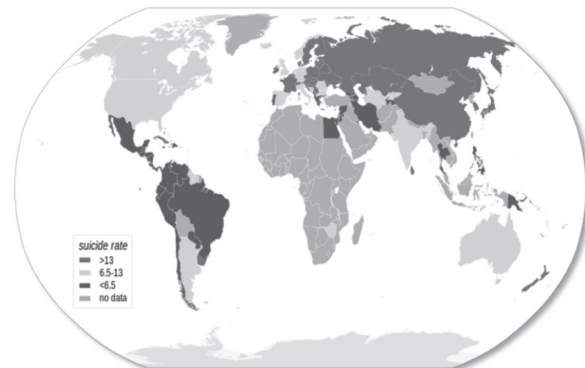 suicide rate
>13
6.5-13
<6.5
no data